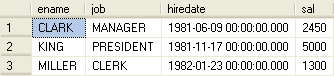 ename job hiredate sal
1 CLARK MANAGER 1981-06-09 00:00:00.000 2450
2 KING PRESIDENT 1981-11-17 00:00:00.000 5000
3 MILLER CLERK 1982-01-23 00:00:00.000 1300